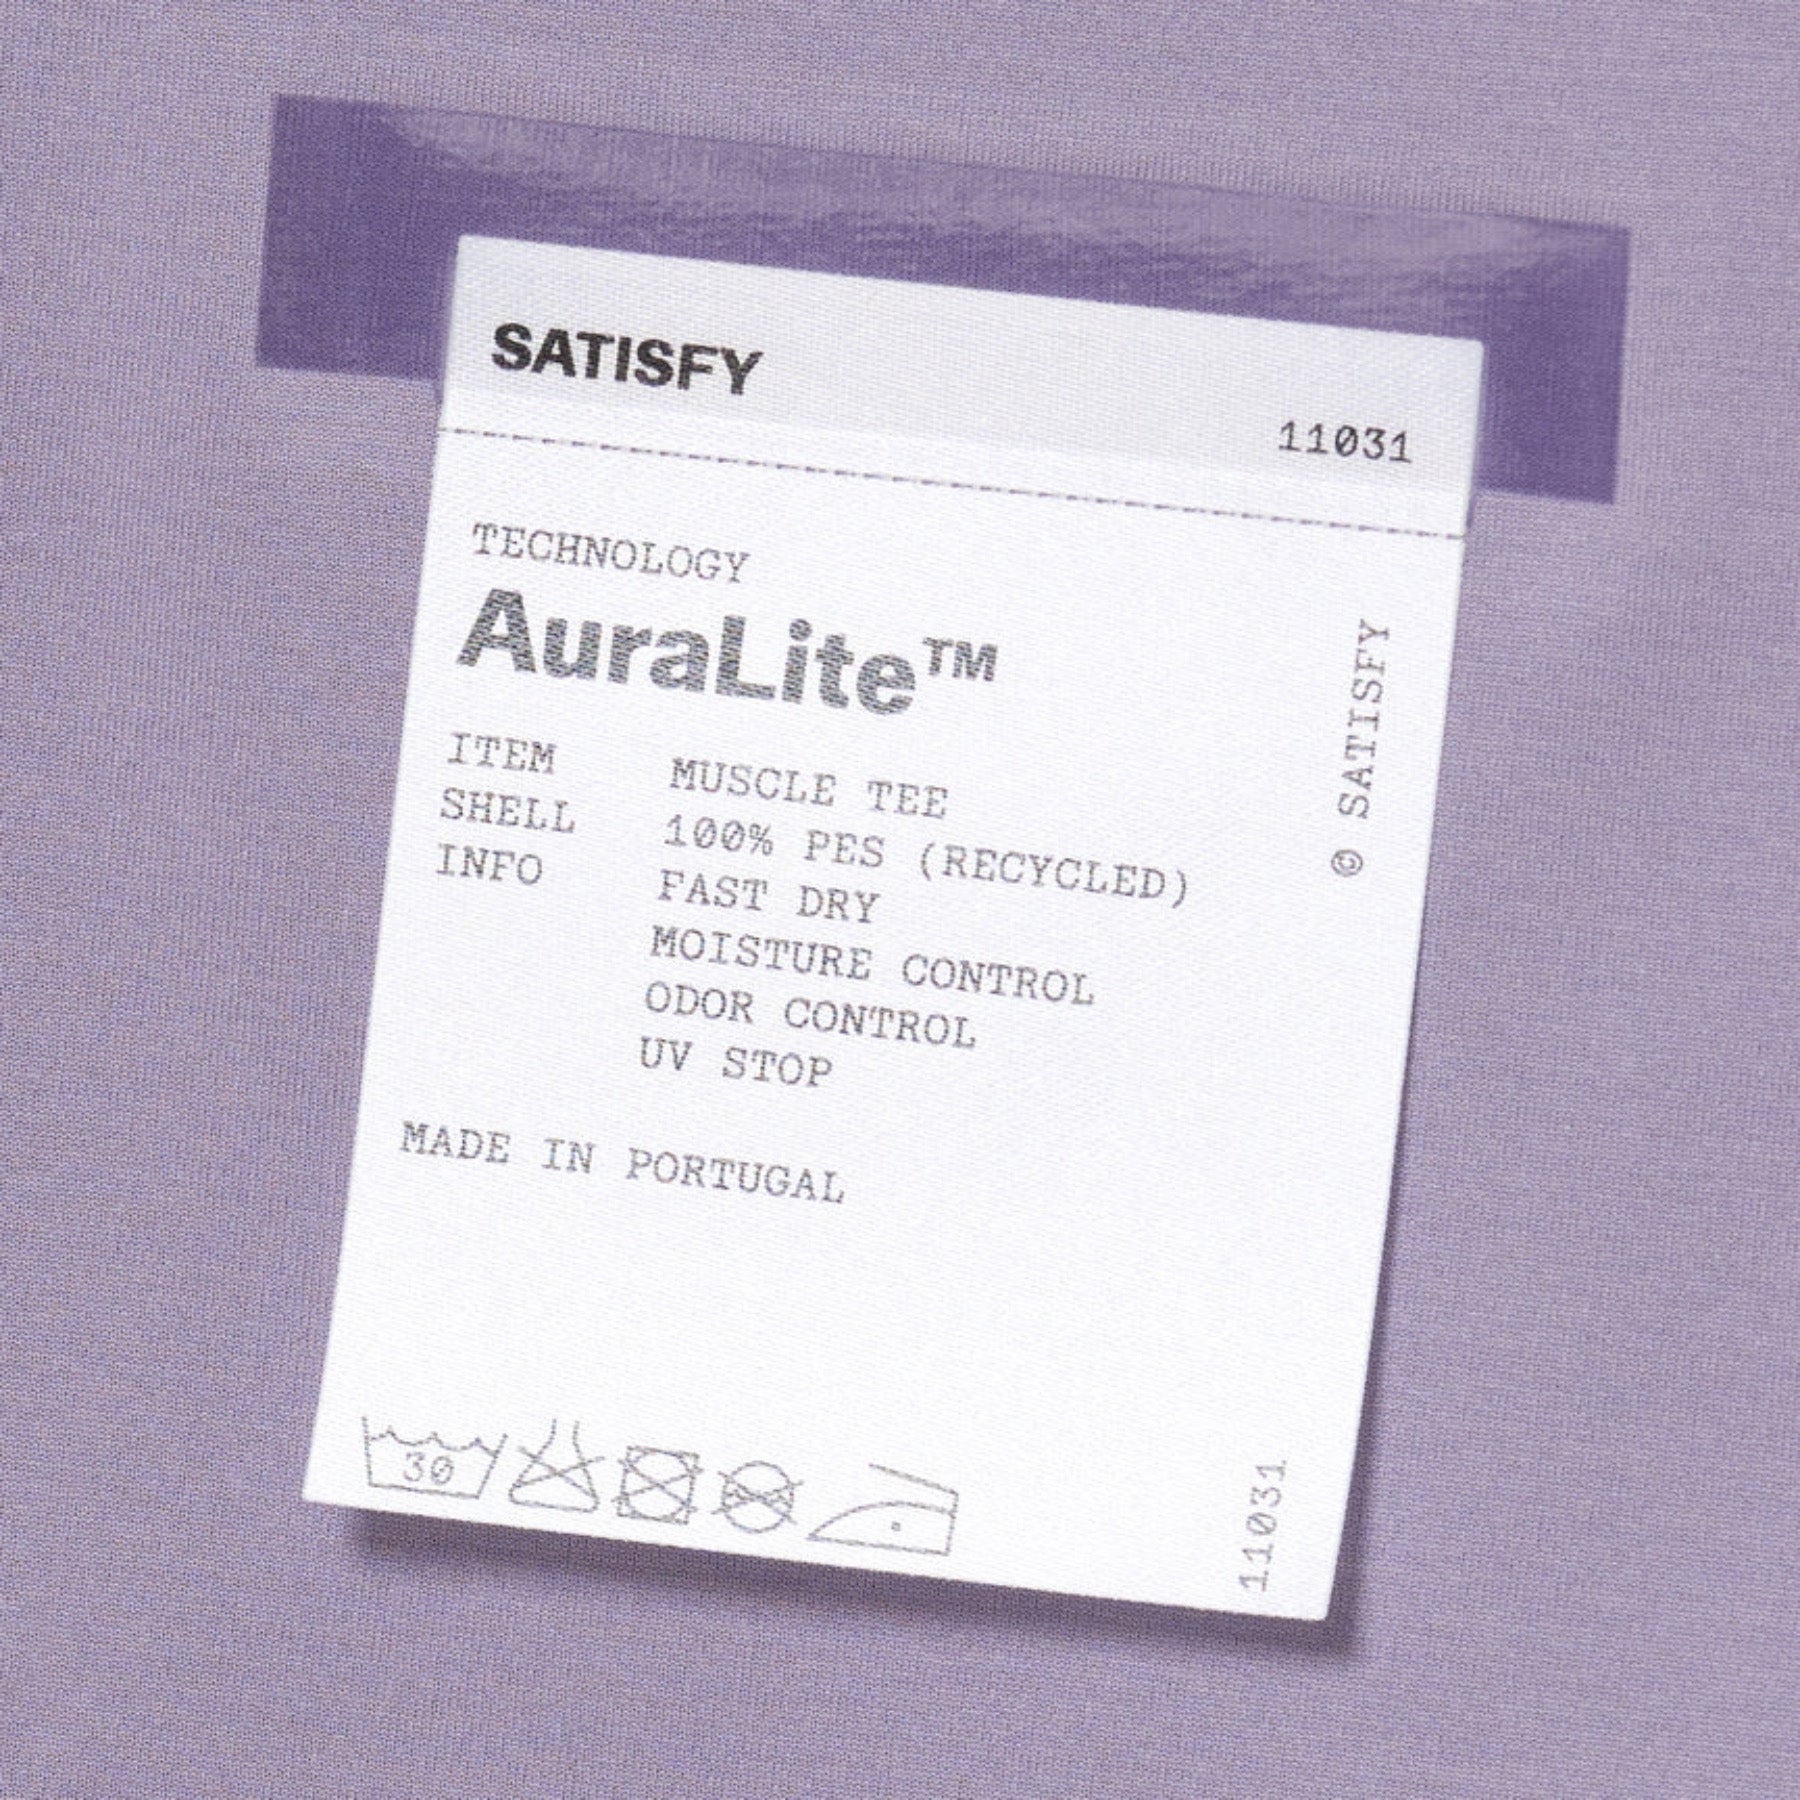 SATISFY
11031
TECHNOLOGY
AuraLite™
ITEM MUSCLE TEE
SHELL 100% PES (RECYCLED)
INFO FAST DRY
MOISTURE CONTROL
ODOR CONTROL
UV STOP
MADE IN PORTUGAL
© SATISFY
30
11031